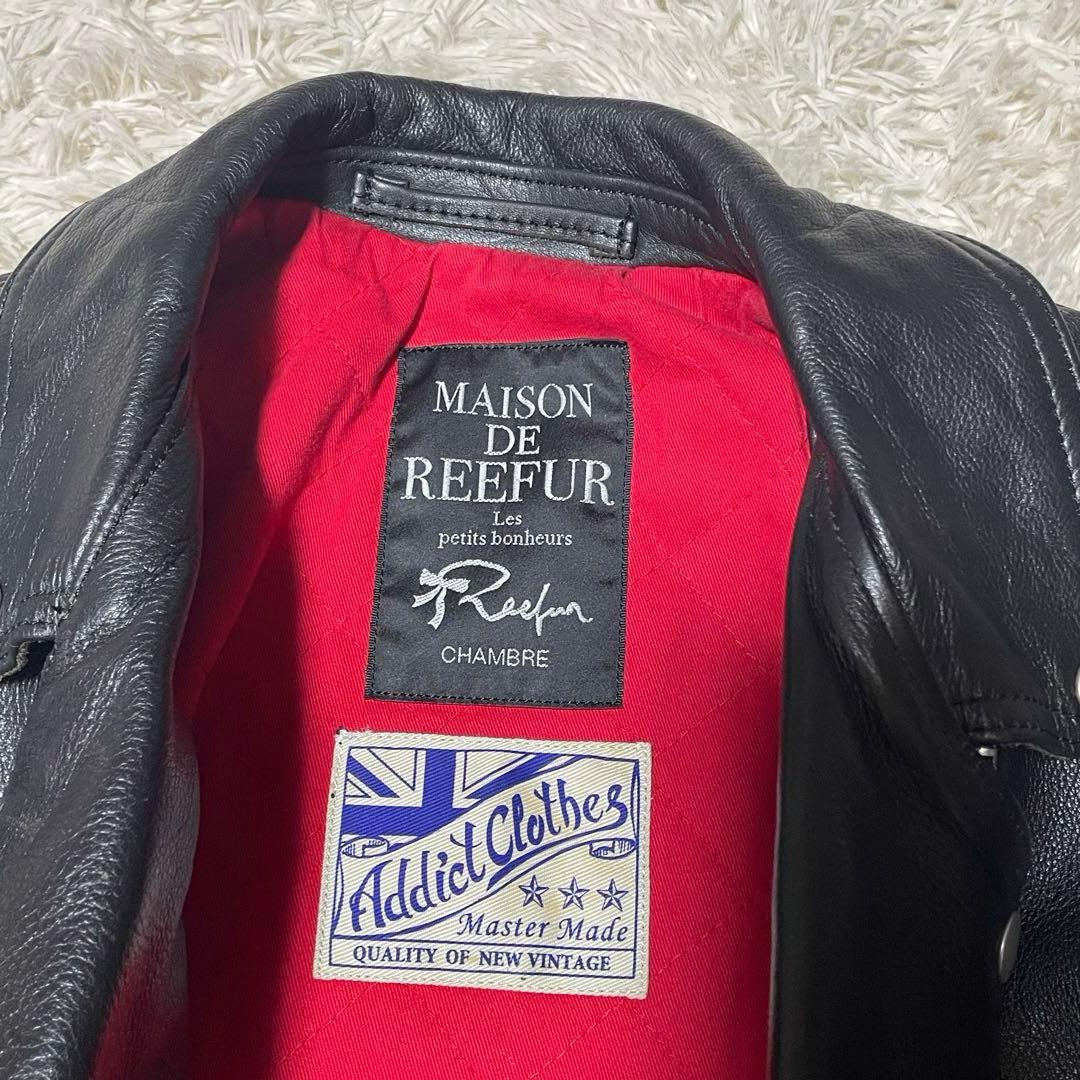 MAISON
DE
REEFUR
Les
petits bonheurs
Reefur
CHAMBRE
Addict Clothes
Master Made
QUALITY OF NEW VINTAGE